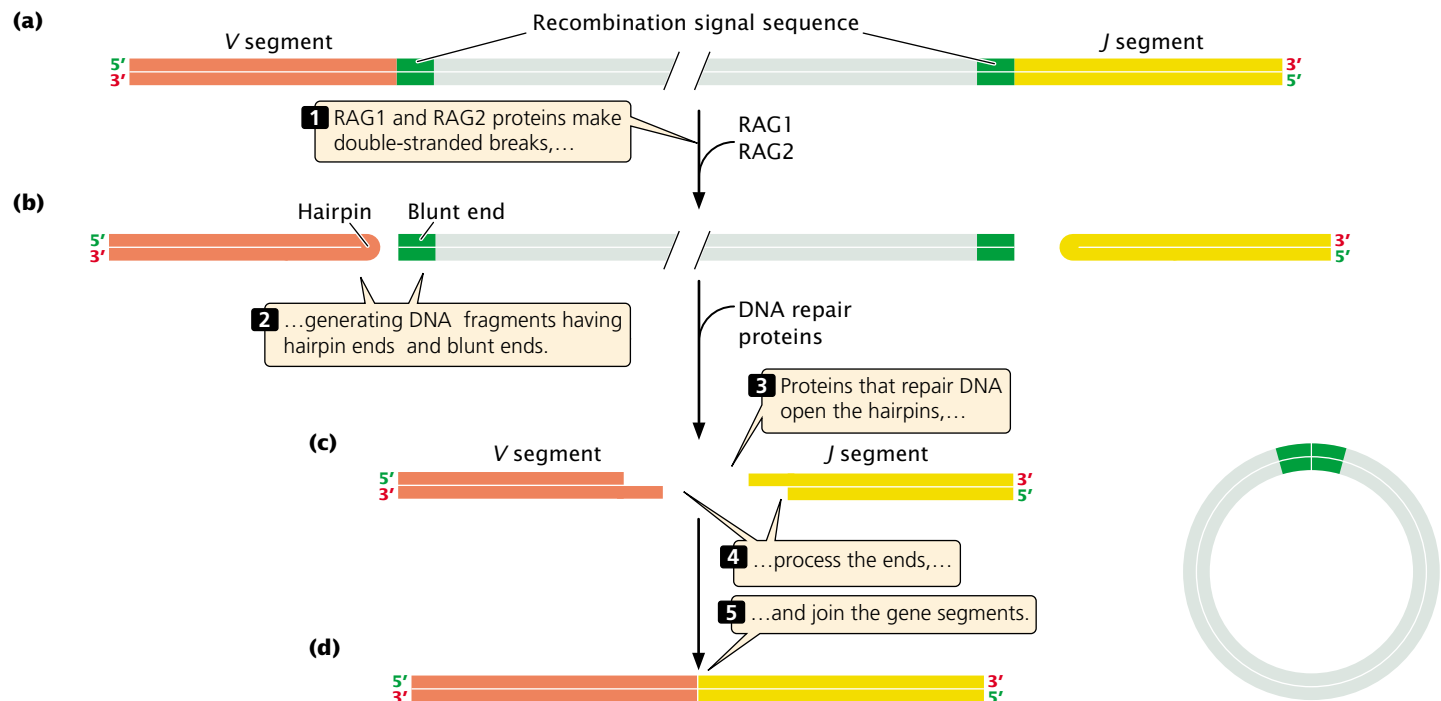 (a)
Recombination signal sequence
V segment
J segment
5′
3′
3′
5′
1 RAG1 and RAG2 proteins make
double-stranded breaks,…
RAG1
RAG2
(b)
Hairpin
Blunt end
5′
3′
3′
5′
2 …generating DNA fragments having
hairpin ends and blunt ends.
DNA repair
proteins
3 Proteins that repair DNA
open the hairpins,…
(c)
V segment
J segment
5′
3′
3′
5′
4 …process the ends,…
5 …and join the gene segments.
(d)
5′
3′
3′
5′